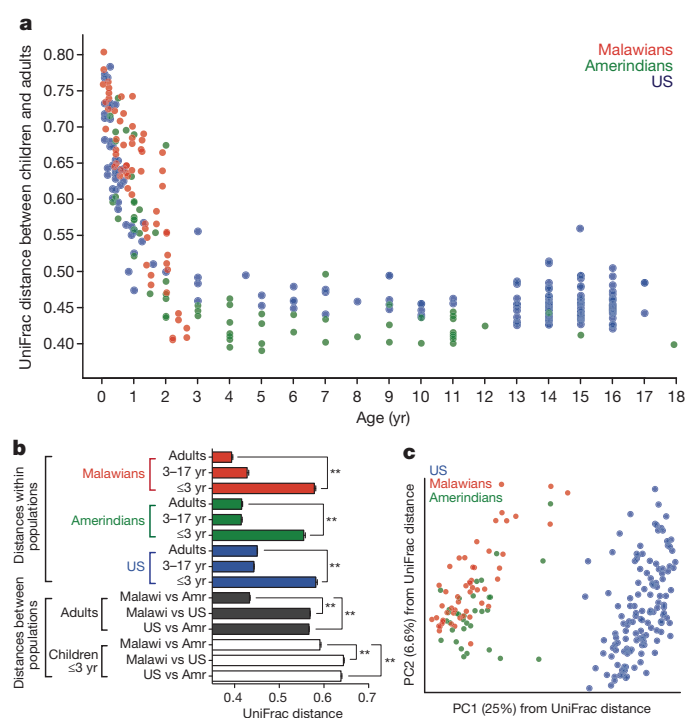 a
UniFrac distance between children and adults
0.80
0.75
0.70
0.65
0.60
0.55
0.50
0.45
0.40
Malawians
Amerindians
US
0 1 2 3 4 5 6 7 8 9 10 11 12 13 14 15 16 17 18
Age (yr)
b
Distances within
populations
Malawians
Adults
3–17 yr
≤3 yr
**
Amerindians
Adults
3–17 yr
≤3 yr
**
US
Adults
3–17 yr
≤3 yr
**
Distances between
populations
Adults
Malawi vs Amr
Malawi vs US
US vs Amr
**
**
Children
≤3 yr
Malawi vs Amr
Malawi vs US
US vs Amr
**
**
0.4 0.5 0.6 0.7
UniFrac distance
c
US
Malawians
Amerindians
PC2 (6.6%) from UniFrac distance
PC1 (25%) from UniFrac distance